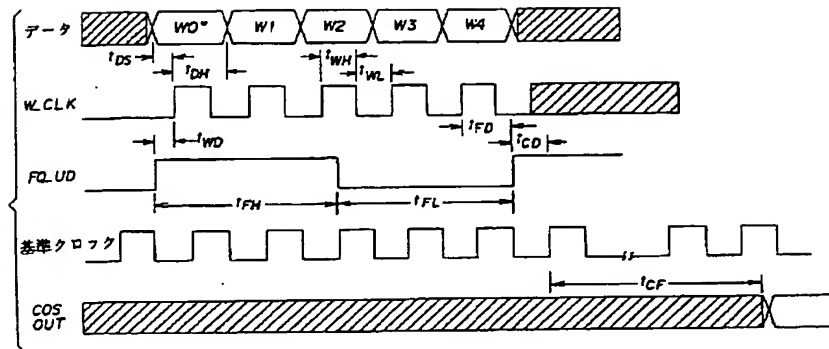 データ W0* W1 W2 W3 W4
tDS tDH tWH tWL
W_CLK
tWD tFD tCD
FQ_UD
tFH tFL
基準クロック
tCF
COS OUT